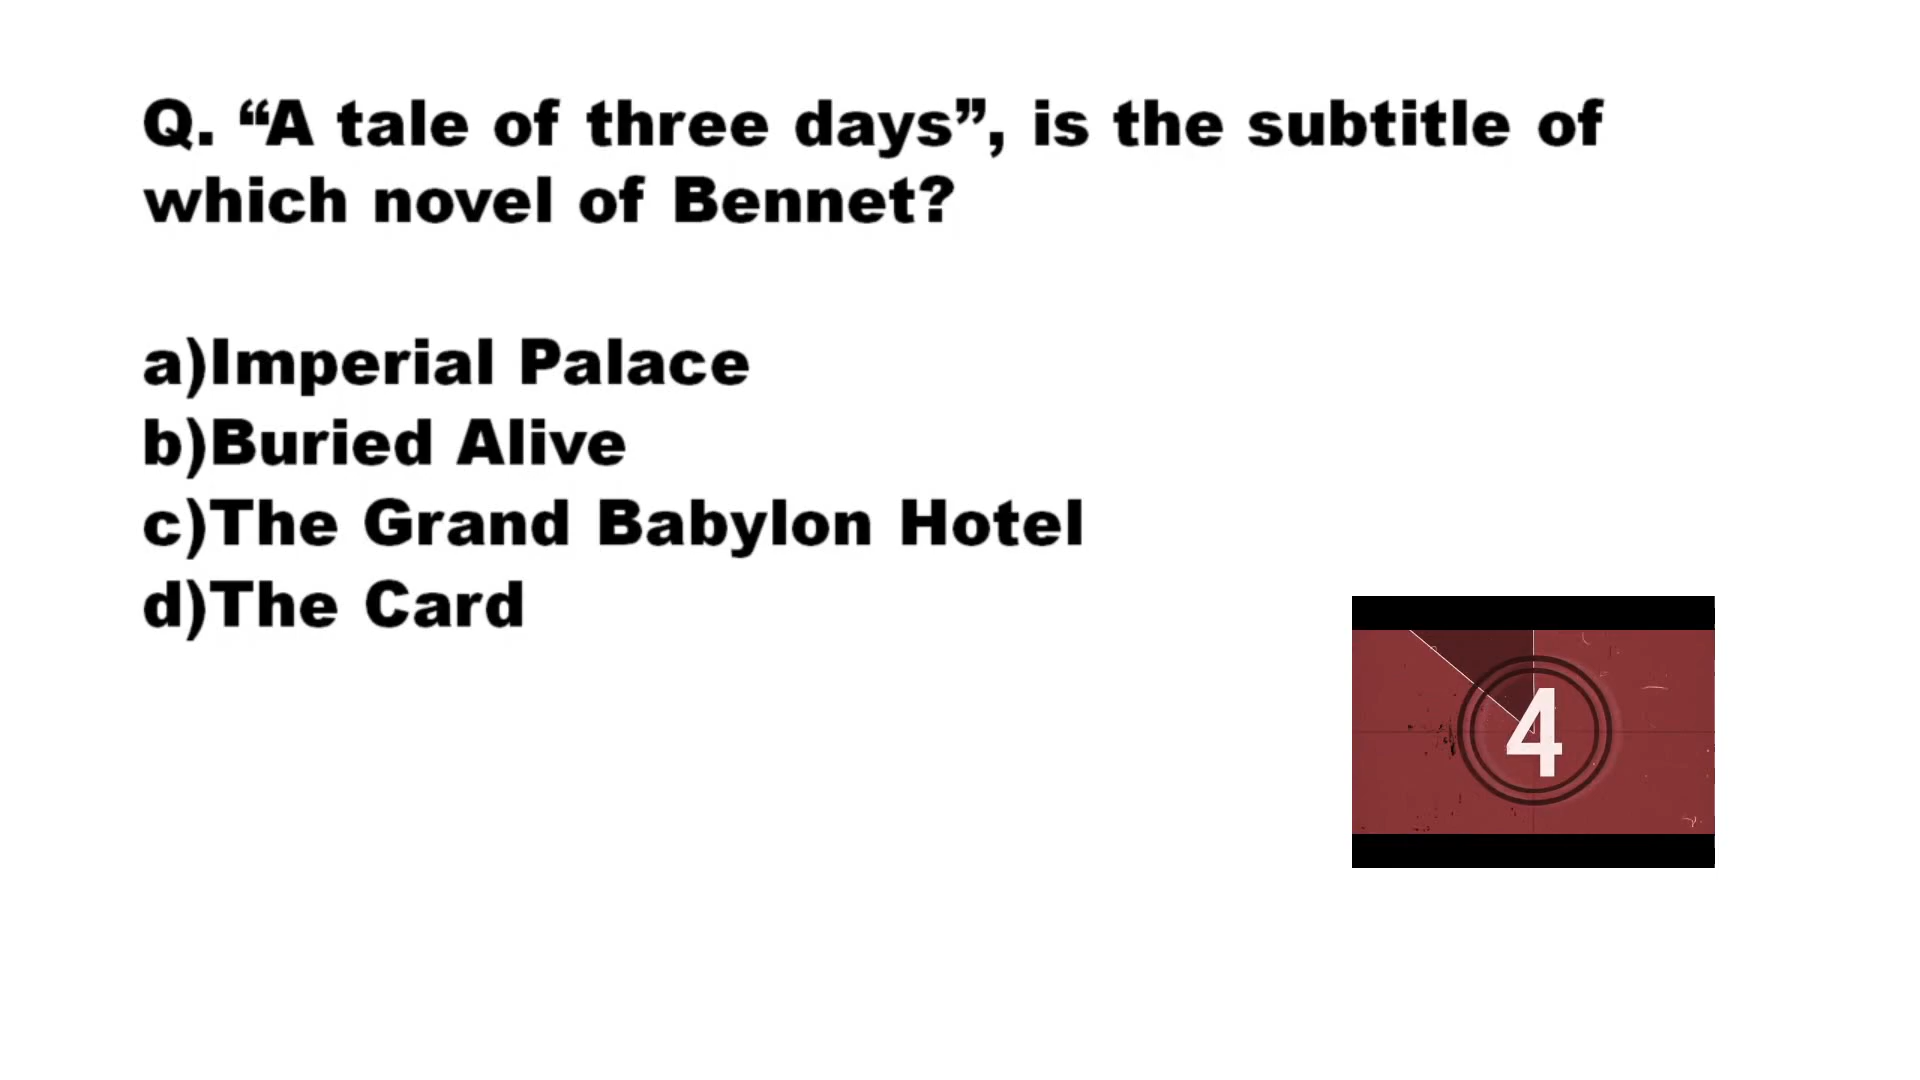 Q. “A tale of three days”, is the subtitle of
which novel of Bennet?
a)Imperial Palace
b)Buried Alive
c)The Grand Babylon Hotel
d)The Card
4